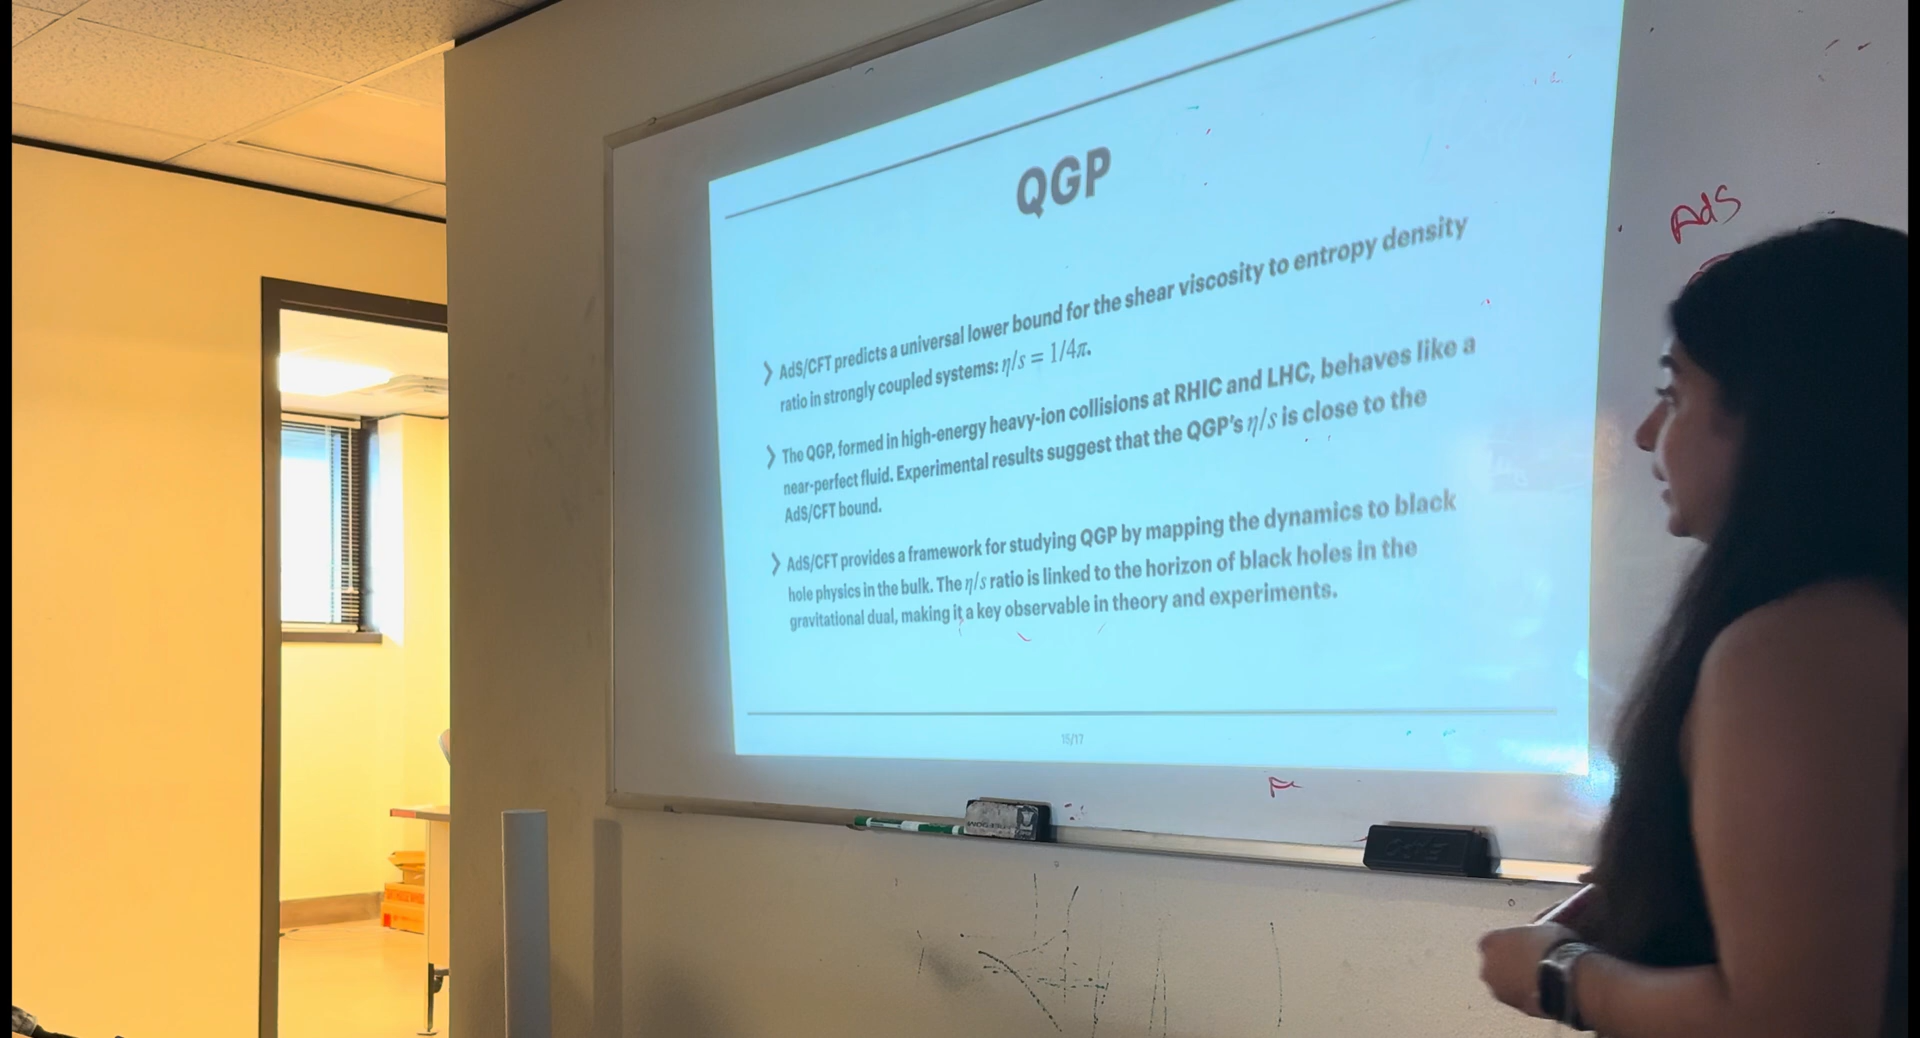 QGP
AdS
❯ AdS/CFT predicts a universal lower bound for the shear viscosity to entropy density
ratio in strongly coupled systems: η/s = 1/4π.
❯ The QGP, formed in high-energy heavy-ion collisions at RHIC and LHC, behaves like a
near-perfect fluid. Experimental results suggest that the QGP's η/s is close to the
AdS/CFT bound.
❯ AdS/CFT provides a framework for studying QGP by mapping the dynamics to black
hole physics in the bulk. The η/s ratio is linked to the horizon of black holes in the
gravitational dual, making it a key observable in theory and experiments.
15/17